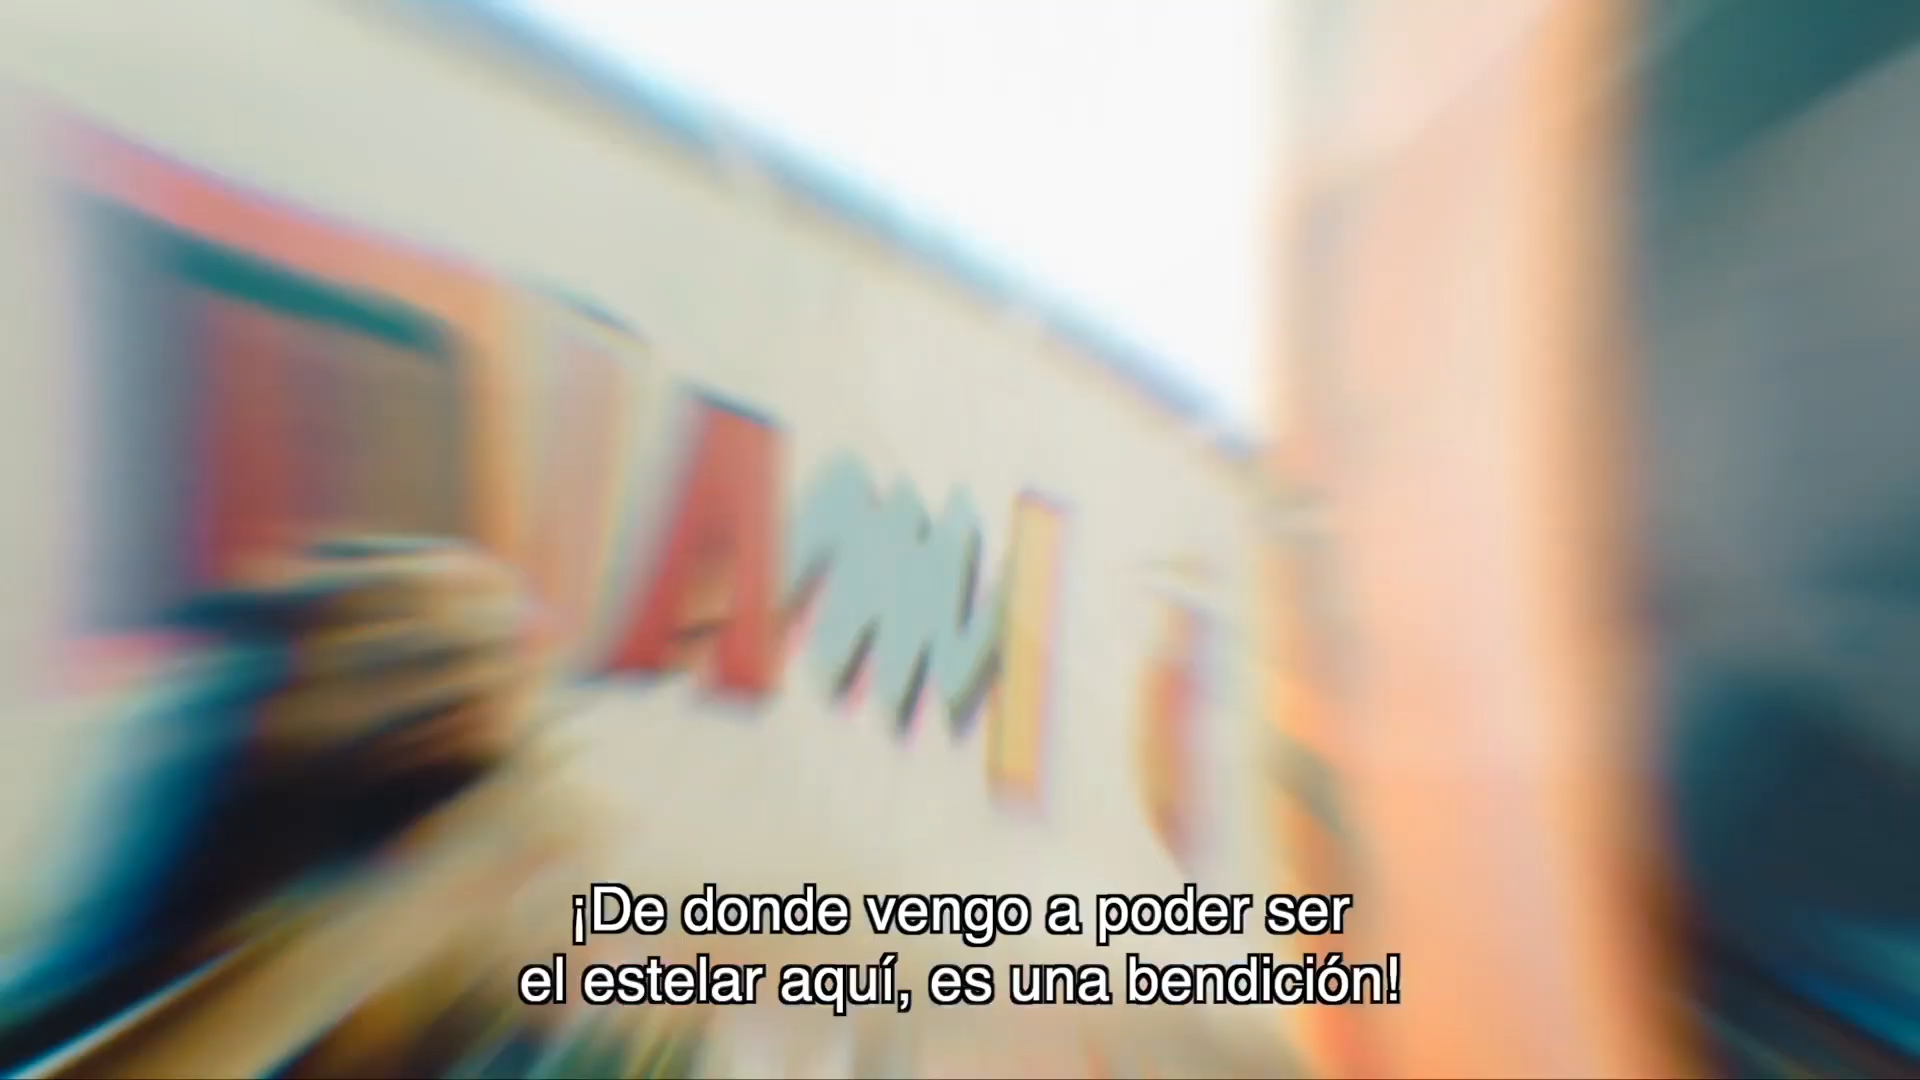 ¡De donde vengo a poder ser
el estelar aquí, es una bendición!